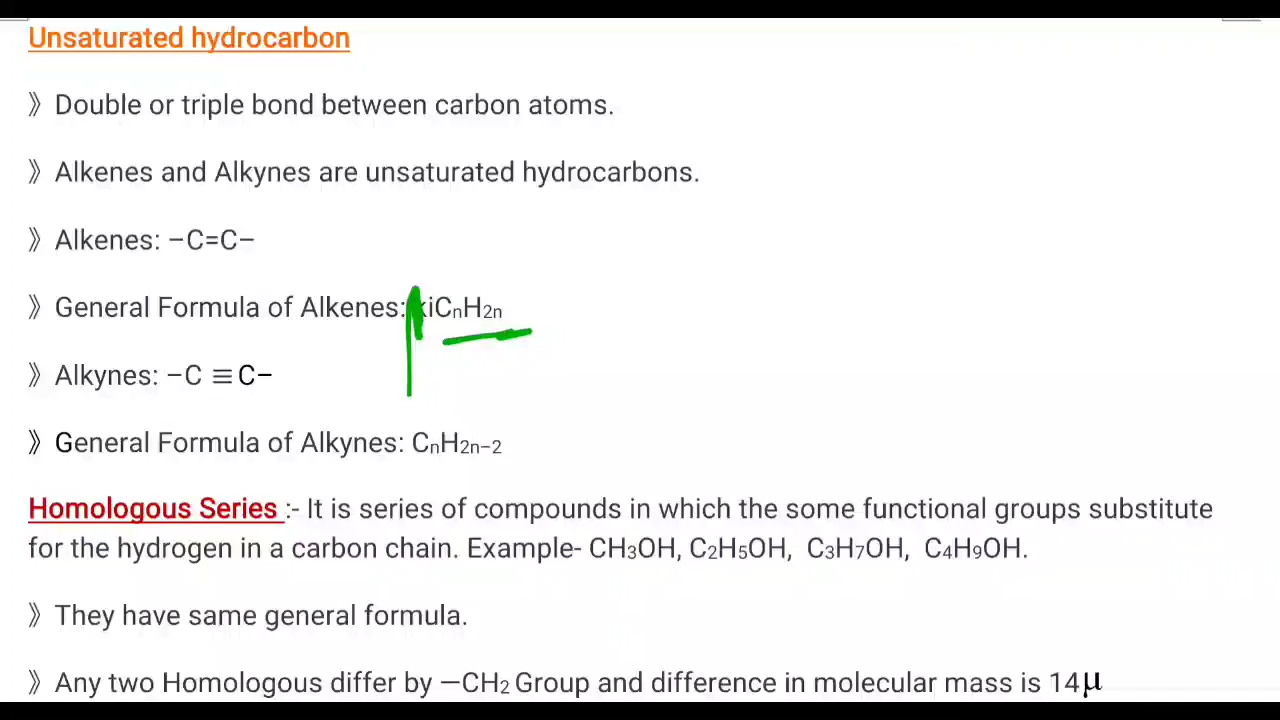 Unsaturated hydrocarbon
》Double or triple bond between carbon atoms.
》Alkenes and Alkynes are unsaturated hydrocarbons.
》Alkenes: –C=C–
》General Formula of Alkenes: iCₙH₂ₙ
》Alkynes: –C ≡ C–
》General Formula of Alkynes: CₙH₂ₙ₋₂
Homologous Series :- It is series of compounds in which the some functional groups substitute
for the hydrogen in a carbon chain. Example- CH₃OH, C₂H₅OH, C₃H₇OH, C₄H₉OH.
》They have same general formula.
》Any two Homologous differ by —CH₂ Group and difference in molecular mass is 14μ